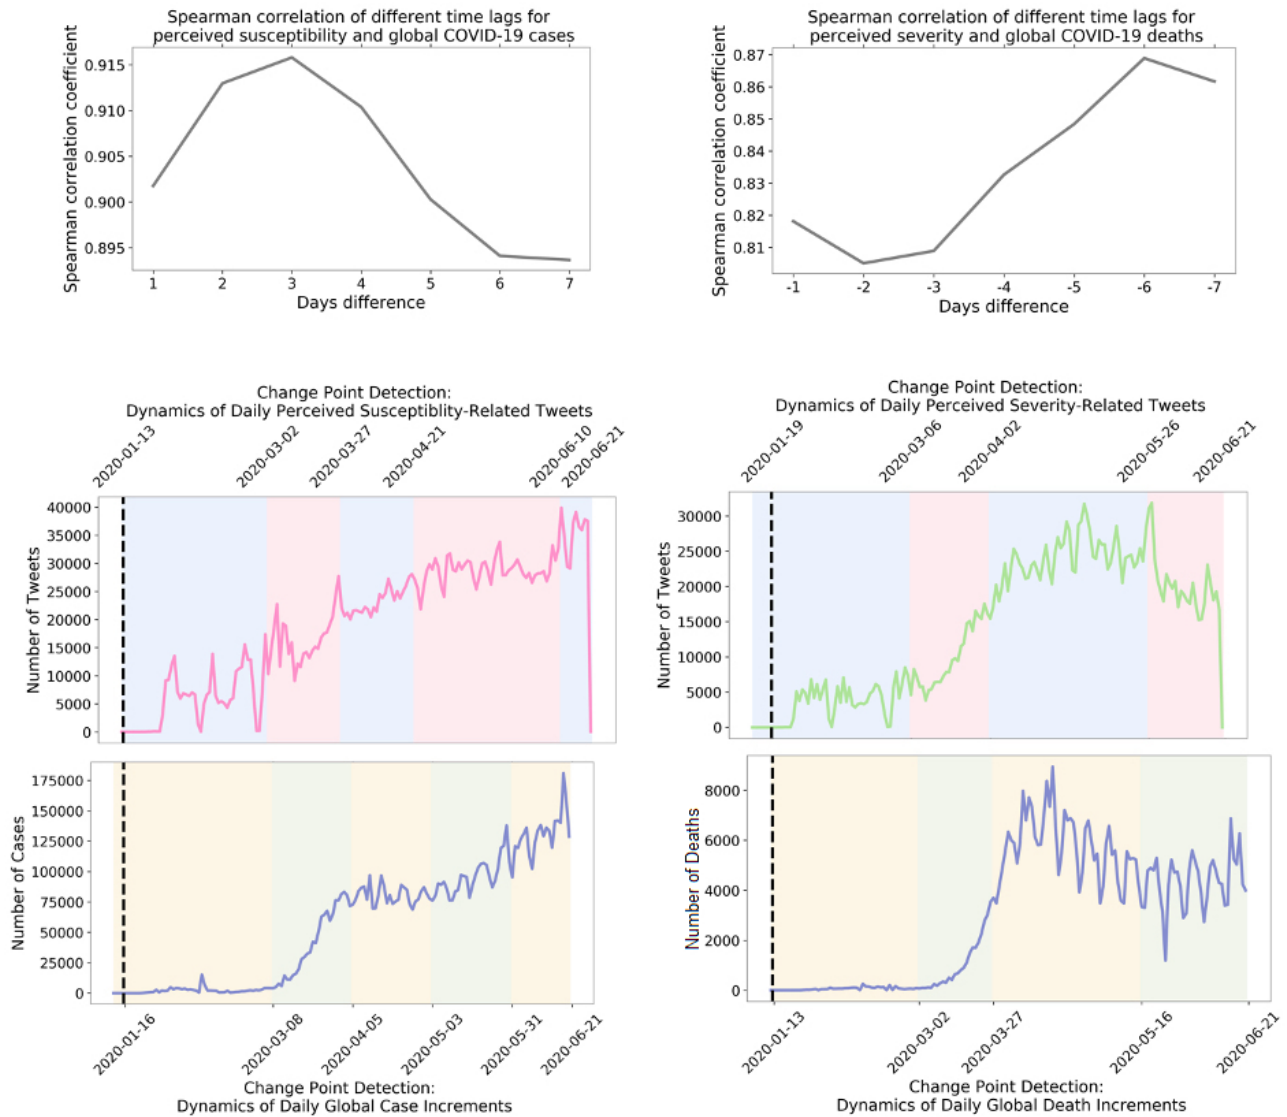 Spearman correlation of different time lags for
perceived susceptibility and global COVID-19 cases
Spearman correlation coefficient
0.915
0.910
0.905
0.900
0.895
1 2 3 4 5 6 7
Days difference
Spearman correlation of different time lags for
perceived severity and global COVID-19 deaths
Spearman correlation coefficient
0.87
0.86
0.85
0.84
0.83
0.82
0.81
-1 -2 -3 -4 -5 -6 -7
Days difference
Change Point Detection:
Dynamics of Daily Perceived Susceptiblity-Related Tweets
2020-01-13 2020-03-02 2020-03-27 2020-04-21 2020-06-10 2020-06-21
Number of Tweets
40000
35000
30000
25000
20000
15000
10000
5000
0
Change Point Detection:
Dynamics of Daily Perceived Severity-Related Tweets
2020-01-19 2020-03-06 2020-04-02 2020-05-26 2020-06-21
Number of Tweets
30000
25000
20000
15000
10000
5000
0
Number of Cases
175000
150000
125000
100000
75000
50000
25000
0
2020-01-16 2020-03-08 2020-04-05 2020-05-03 2020-05-31 2020-06-21
Change Point Detection:
Dynamics of Daily Global Case Increments
Number of Deaths
8000
6000
4000
2000
0
2020-01-13 2020-03-02 2020-03-27 2020-05-16 2020-06-21
Change Point Detection:
Dynamics of Daily Global Death Increments